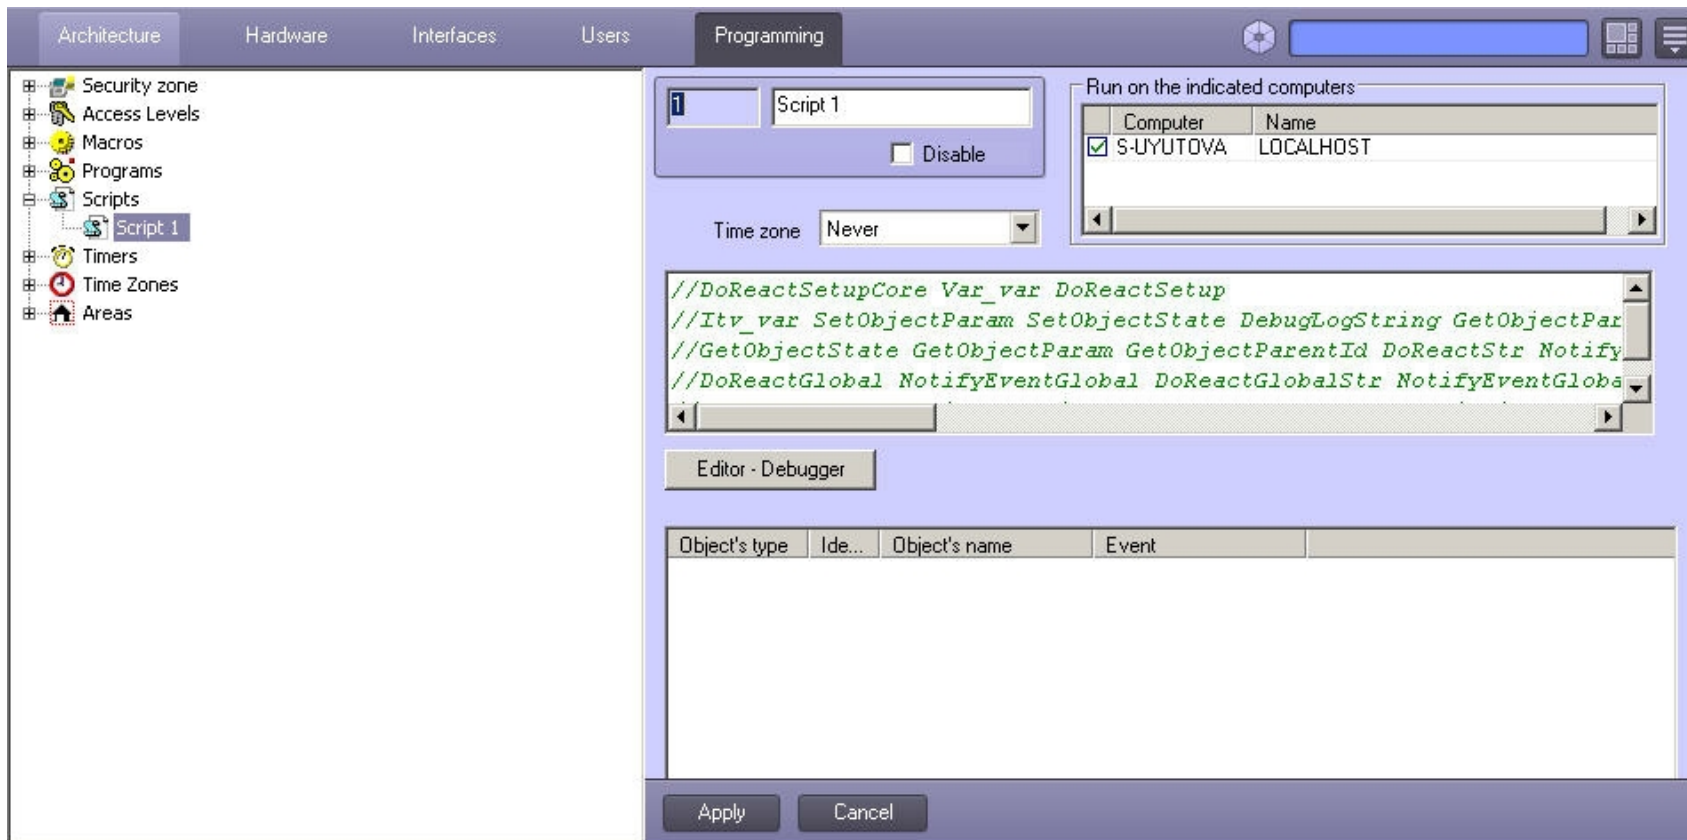 Architecture Hardware Interfaces Users Programming
Security zone
Access Levels
Macros
Programs
Scripts
Script 1
Timers
Time Zones
Areas
1 Script 1
Disable
Time zone Never
Run on the indicated computers
Computer Name
S-UYUTOVA LOCALHOST
//DoReactSetupCore Var_var DoReactSetup
//Itv_var SetObjectParam SetObjectState DebugLogString GetObjectPar
//GetObjectState GetObjectParam GetObjectParentId DoReactStr Notify
//DoReactGlobal NotifyEventGlobal DoReactGlobalStr NotifyEventGloba
Editor - Debugger
Object's type Ide... Object's name Event
Apply Cancel